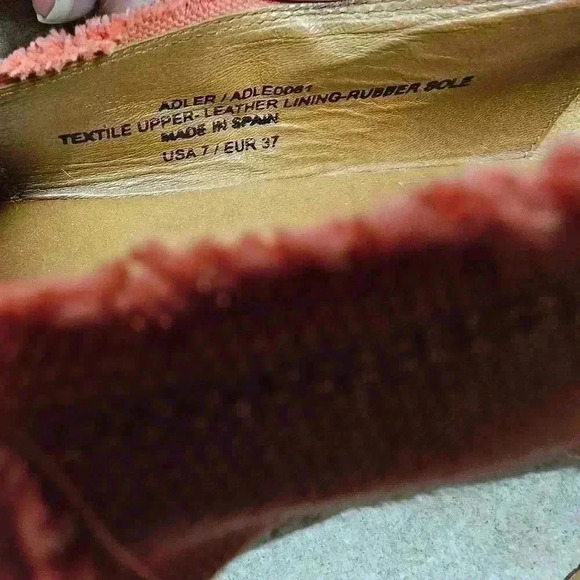 ADLER / ADLE0061
TEXTILE UPPER- LEATHER LINING-RUBBER SOLE
MADE IN SPAIN
USA 7 / EUR 37